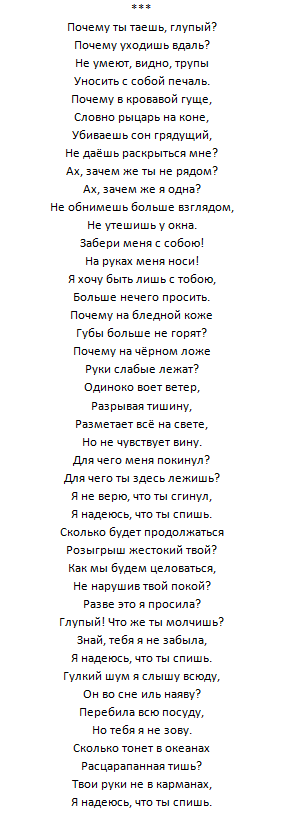 ***
Почему ты таешь, глупый?
Почему уходишь вдаль?
Не умеют, видно, трупы
Уносить с собой печаль.
Почему в кровавой гуще,
Словно рыцарь на коне,
Убиваешь сон грядущий,
Не даёшь раскрыться мне?
Ах, зачем же ты не рядом?
Ах, зачем же я одна?
Не обнимешь больше взглядом,
Не утешишь у окна.
Забери меня с собою!
На руках меня носи!
Я хочу быть лишь с тобою,
Больше нечего просить.
Почему на бледной коже
Губы больше не горят?
Почему на чёрном ложе
Руки слабые лежат?
Одиноко воет ветер,
Разрывая тишину,
Разметает всё на свете,
Но не чувствует вину.
Для чего меня покинул?
Для чего ты здесь лежишь?
Я не верю, что ты сгинул,
Я надеюсь, что ты спишь.
Сколько будет продолжаться
Розыгрыш жестокий твой?
Как мы будем целоваться,
Не нарушив твой покой?
Разве это я просила?
Глупый! Что же ты молчишь?
Знай, тебя я не забыла,
Я надеюсь, что ты спишь.
Гулкий шум я слышу всюду,
Он во сне иль наяву?
Перебила всю посуду,
Но тебя я не зову.
Сколько тонет в океанах
Расцарапанная тишь?
Твои руки не в карманах,
Я надеюсь, что ты спишь.